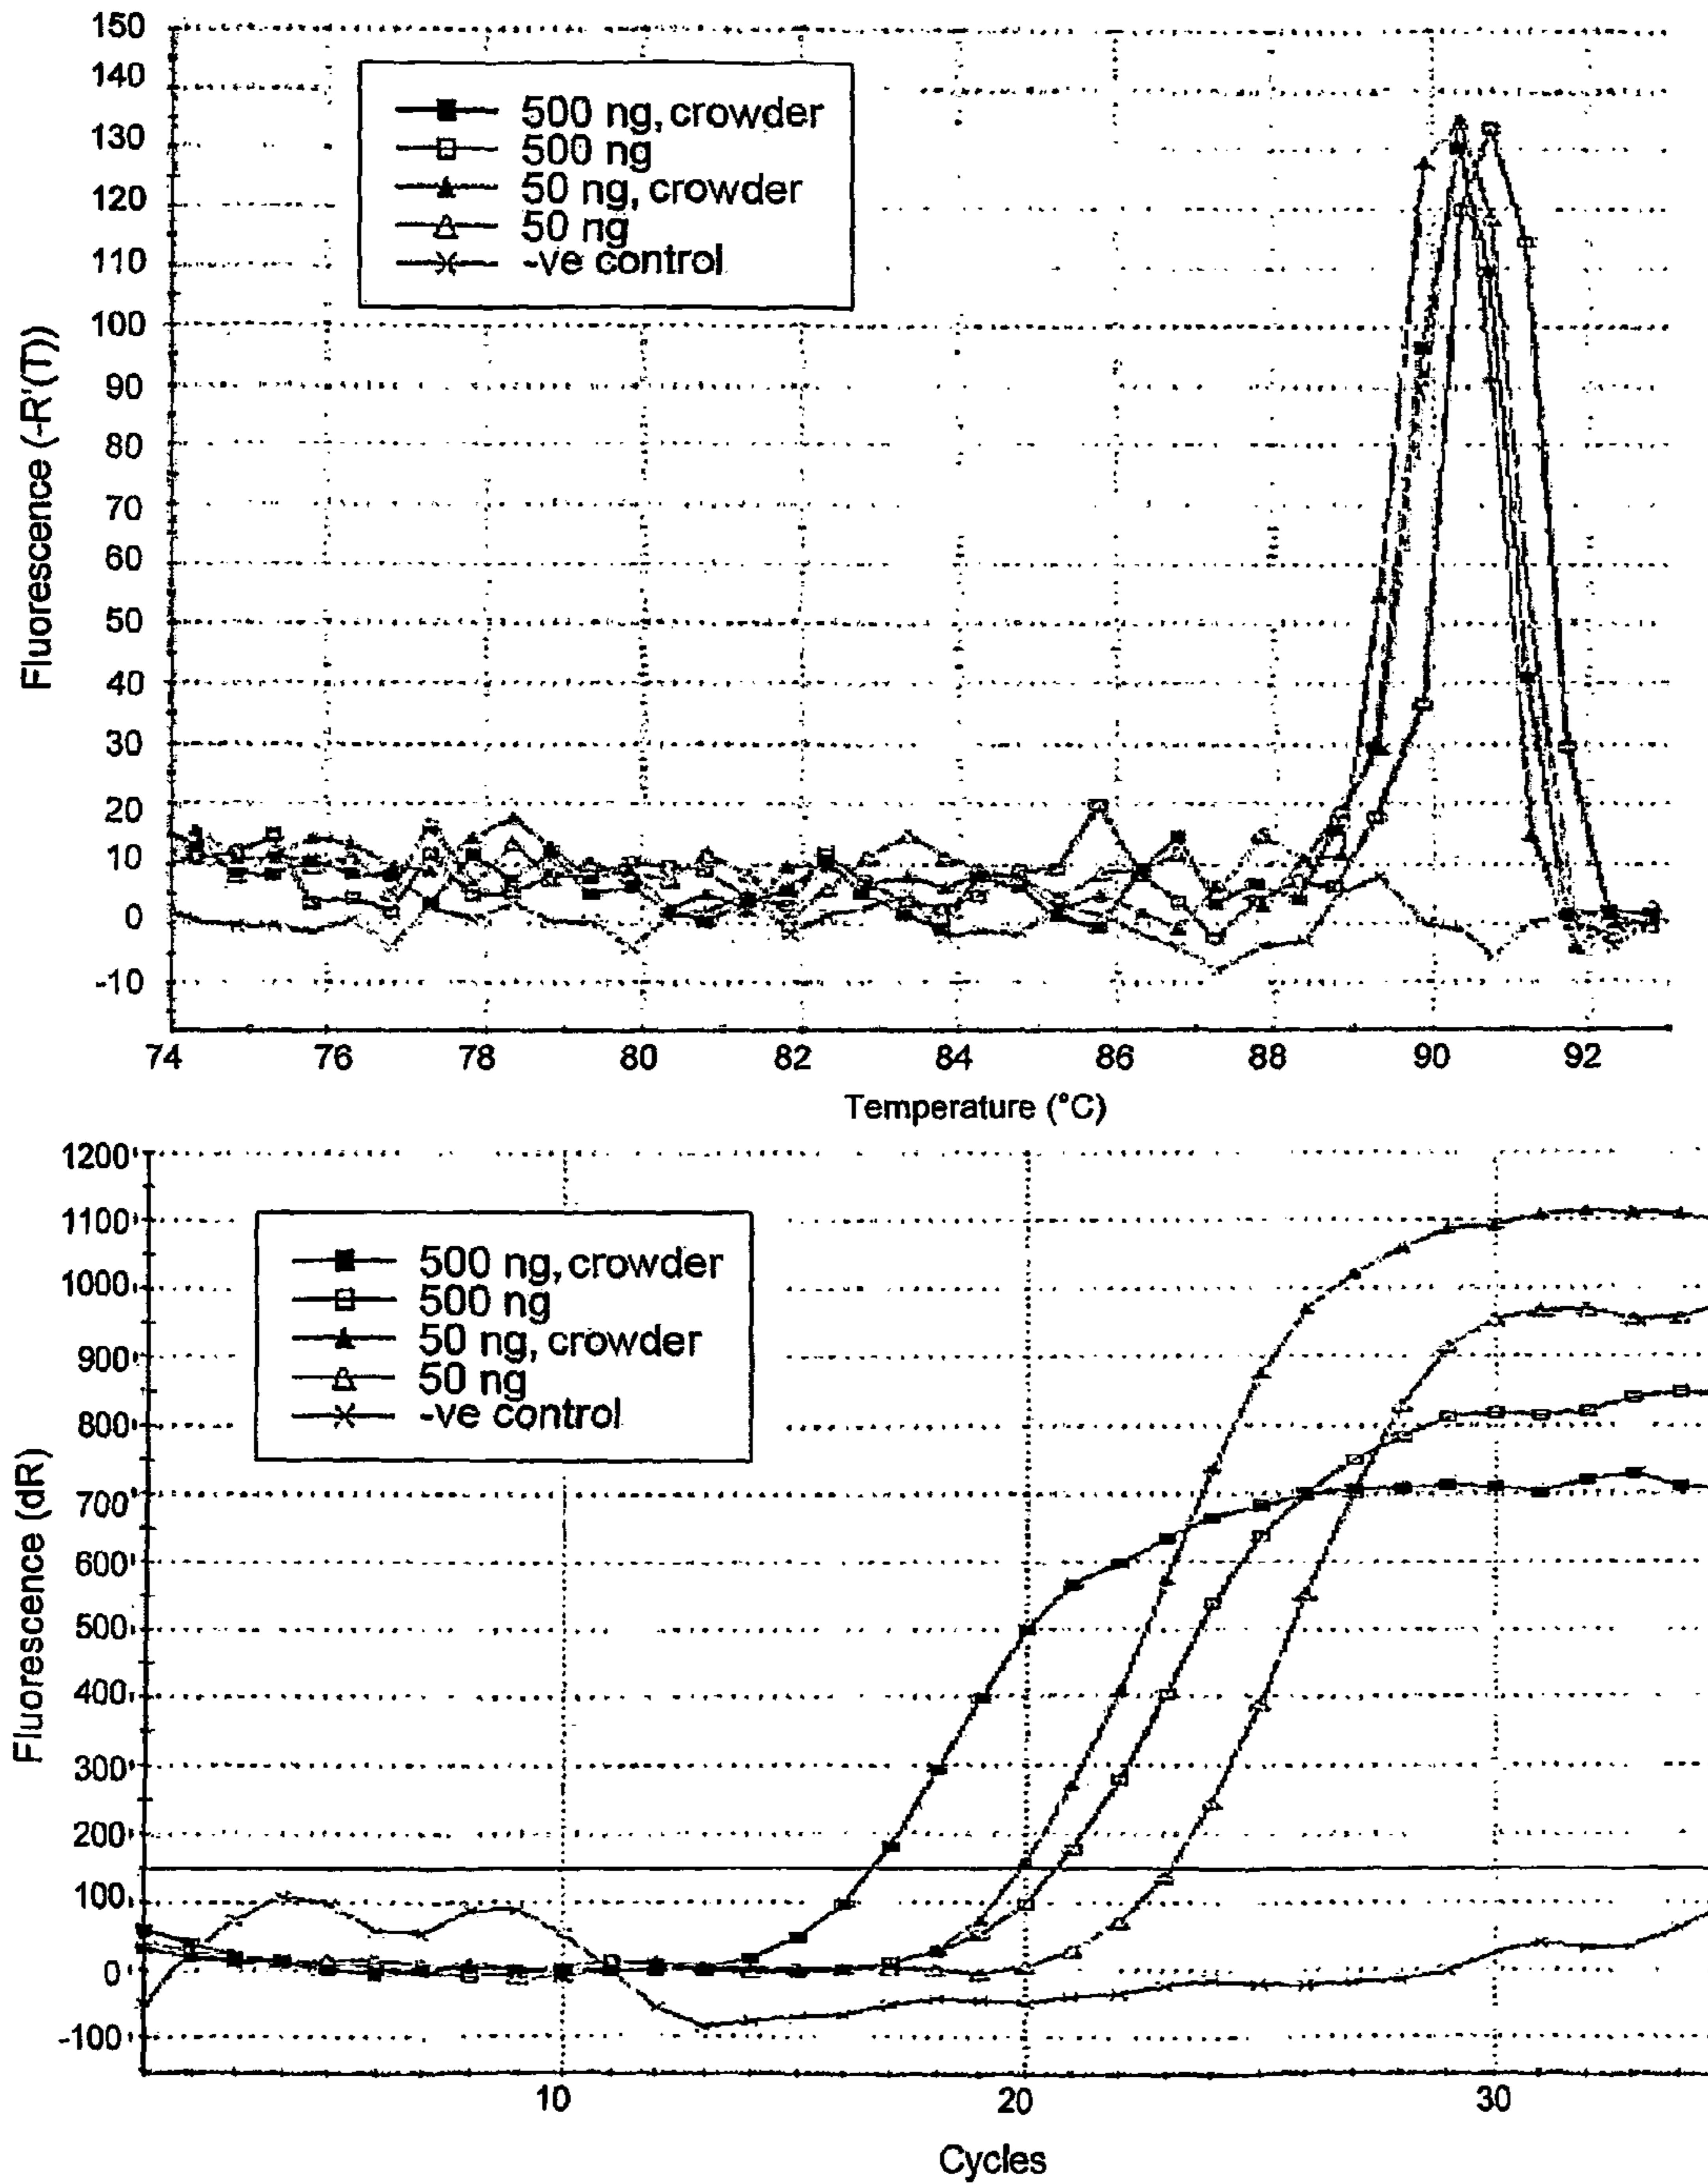 150
140
130
120
110
100
90
80
70
60
50
40
30
20
10
0
-10
Fluorescence (-R'(T))
500 ng, crowder
500 ng
50 ng, crowder
50 ng
-ve control
74 76 78 80 82 84 86 88 90 92
Temperature (°C)
1200
1100
1000
900
800
700
600
500
400
300
200
100
0
-100
Fluorescence (dR)
500 ng, crowder
500 ng
50 ng, crowder
50 ng
-ve control
10 20 30
Cycles